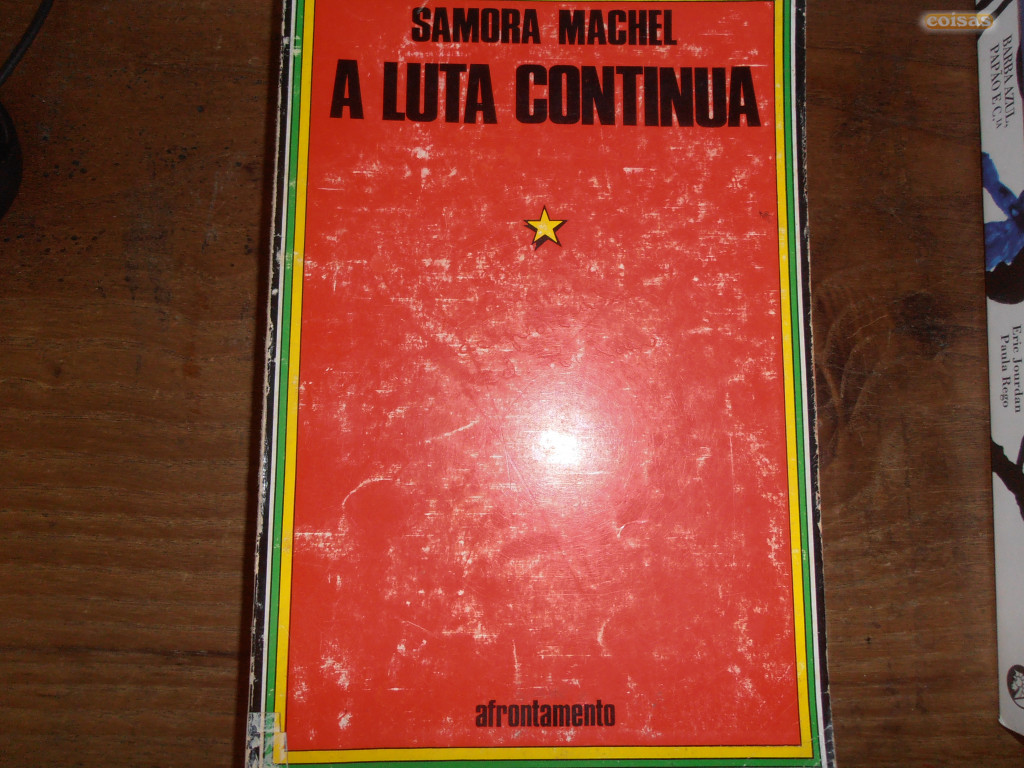 SAMORA MACHEL
A LUTA CONTINUA
afrontamento
coisas
BARBA AZUL,
PAPÃO E C.ia
Eric Jourdan
Paula Rego